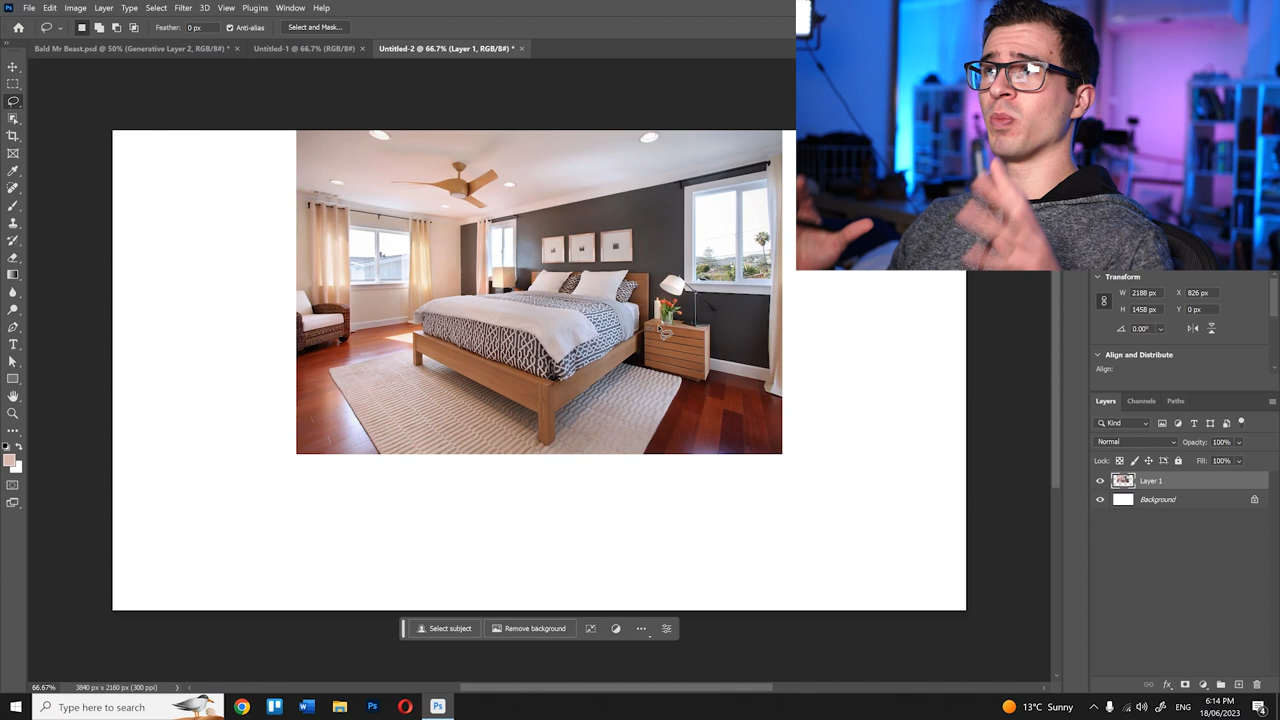 File Edit Image Layer Type Select Filter 3D View Plugins Window Help
Feather: 0 px Anti-alias Select and Mask...
Bald Mr Beast.psd @ 50% (Generative Layer 2, RGB/8#) * × Untitled-1 @ 66.7% (RGB/8#) × Untitled-2 @ 66.7% (Layer 1, RGB/8#) * ×
Transform
W 2188 px X 826 px
H 1458 px Y 0 px
0.00°
Align and Distribute
Align:
Layers Channels Paths
Kind
Normal Opacity: 100%
Lock: Fill: 100%
Layer 1
Background
Select subject Remove background
66.67% 3840 px x 2160 px (300 ppi)
Type here to search
13°C Sunny ENG 6:14 PM
18/06/2023